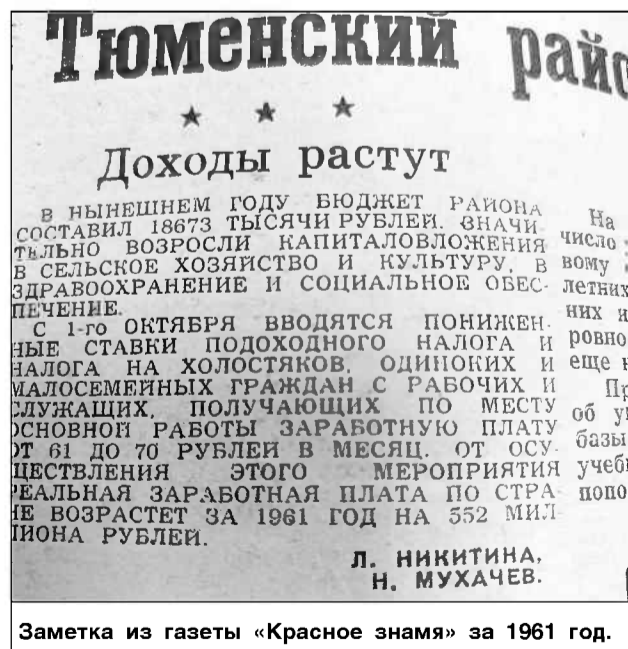 Тюменский райо
★ ★ ★
Доходы растут
В НЫНЕШНЕМ ГОДУ БЮДЖЕТ РАЙОНА
СОСТАВИЛ 18673 ТЫСЯЧИ РУБЛЕЙ. ЗНАЧИ-
ТЕЛЬНО ВОЗРОСЛИ КАПИТАЛОВЛОЖЕНИЯ
В СЕЛЬСКОЕ ХОЗЯЙСТВО И КУЛЬТУРУ, В
ЗДРАВООХРАНЕНИЕ И СОЦИАЛЬНОЕ ОБЕС-
ПЕЧЕНИЕ.
С 1-го ОКТЯБРЯ ВВОДЯТСЯ ПОНИЖЕН-
НЫЕ СТАВКИ ПОДОХОДНОГО НАЛОГА И
НАЛОГА НА ХОЛОСТЯКОВ, ОДИНОКИХ И
МАЛОСЕМЕЙНЫХ ГРАЖДАН С РАБОЧИХ И
СЛУЖАЩИХ, ПОЛУЧАЮЩИХ ПО МЕСТУ
ОСНОВНОЙ РАБОТЫ ЗАРАБОТНУЮ ПЛАТУ
ОТ 61 ДО 70 РУБЛЕЙ В МЕСЯЦ. ОТ ОСУ-
ЩЕСТВЛЕНИЯ ЭТОГО МЕРОПРИЯТИЯ
РЕАЛЬНАЯ ЗАРАБОТНАЯ ПЛАТА ПО СТРА-
НЕ ВОЗРАСТЕТ ЗА 1961 ГОД НА 552 МИЛ
ЛИОНА РУБЛЕЙ.
Л. НИКИТИНА,
Н. МУХАЧЕВ.
На
число
вому
летних
них и
ровно
еще н
Пр
об у
базы
учеб
попо
Заметка из газеты «Красное знамя» за 1961 год.